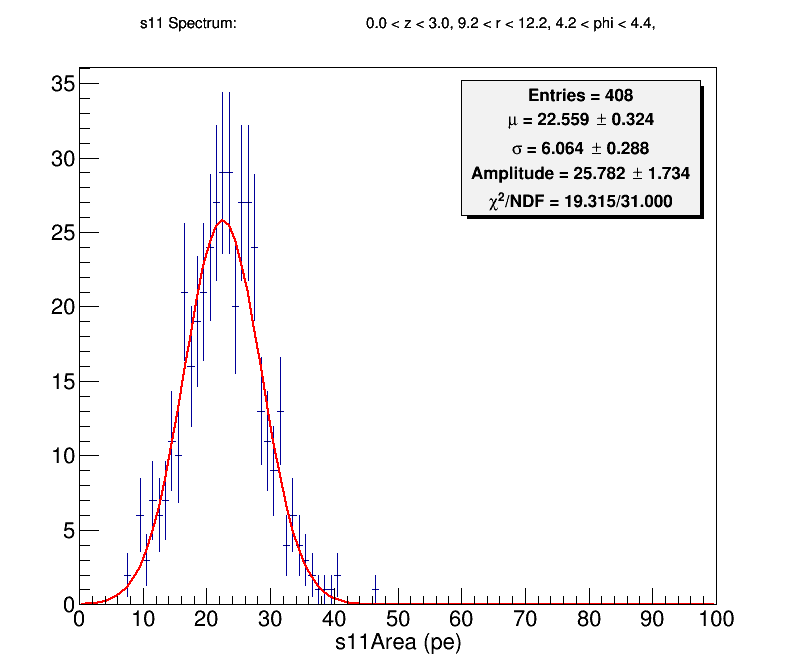 s11 Spectrum: 0.0 < z < 3.0, 9.2 < r < 12.2, 4.2 < phi < 4.4,
Entries = 408
μ = 22.559 ± 0.324
σ = 6.064 ± 0.288
Amplitude = 25.782 ± 1.734
χ²/NDF = 19.315/31.000
35
30
25
20
15
10
5
0
0 10 20 30 40 50 60 70 80 90 100
s11Area (pe)